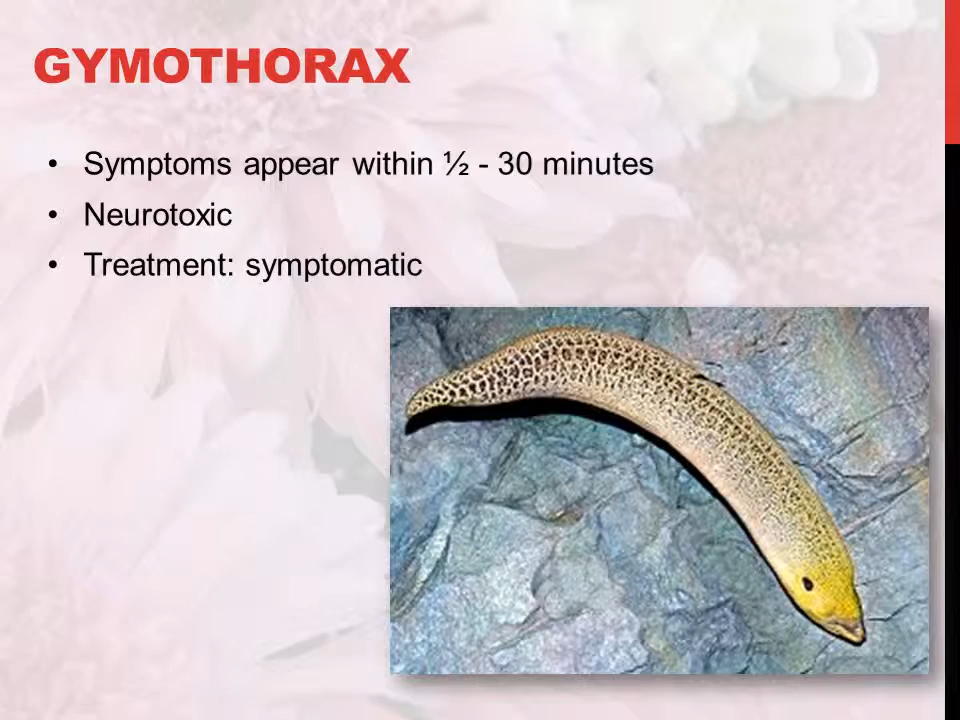 GYMOTHORAX
• Symptoms appear within ½ - 30 minutes
• Neurotoxic
• Treatment: symptomatic